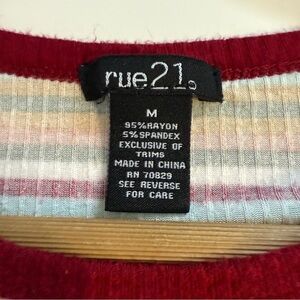 rue21.
M
95%RAYON
5%SPANDEX
EXCLUSIVE OF
TRIMS
MADE IN CHINA
RN 70829
SEE REVERSE
FOR CARE